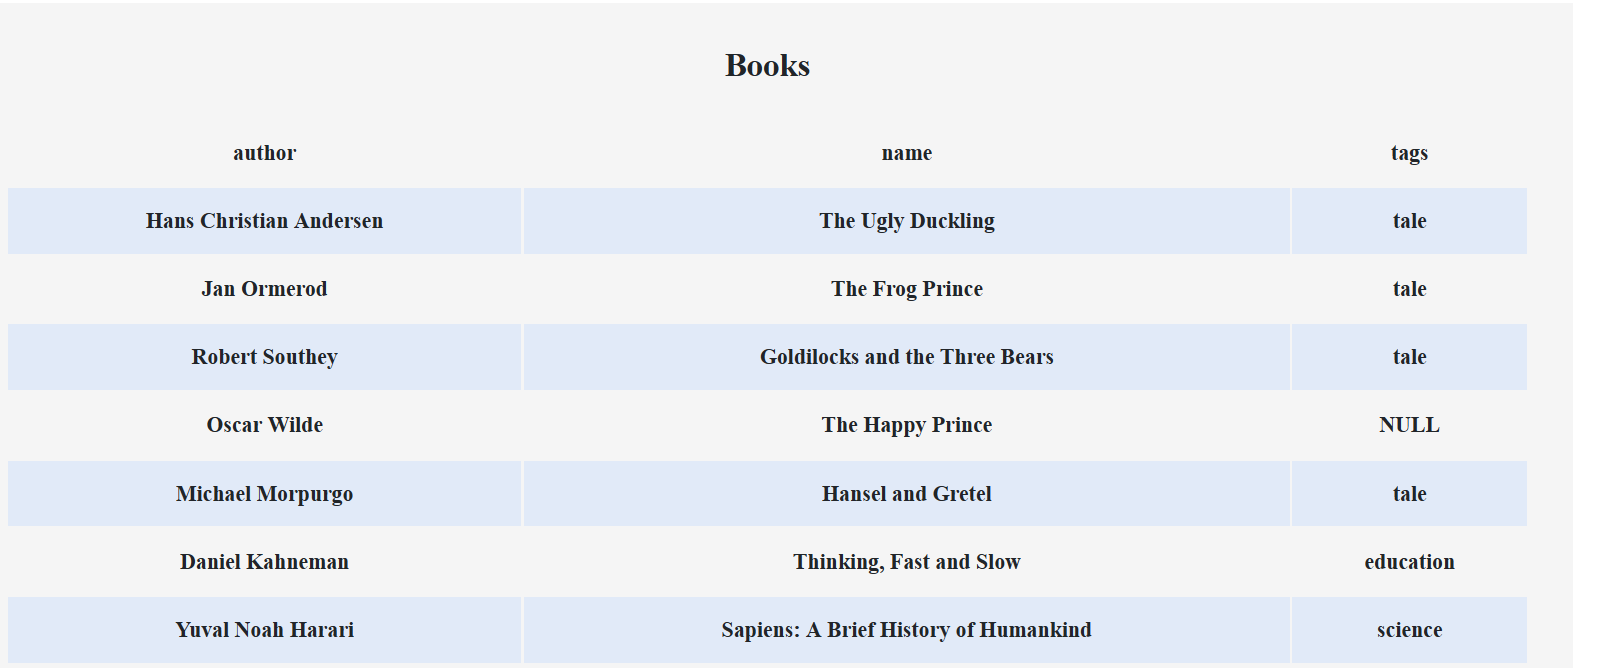 Books
author name tags
Hans Christian Andersen The Ugly Duckling tale
Jan Ormerod The Frog Prince tale
Robert Southey Goldilocks and the Three Bears tale
Oscar Wilde The Happy Prince NULL
Michael Morpurgo Hansel and Gretel tale
Daniel Kahneman Thinking, Fast and Slow education
Yuval Noah Harari Sapiens: A Brief History of Humankind science